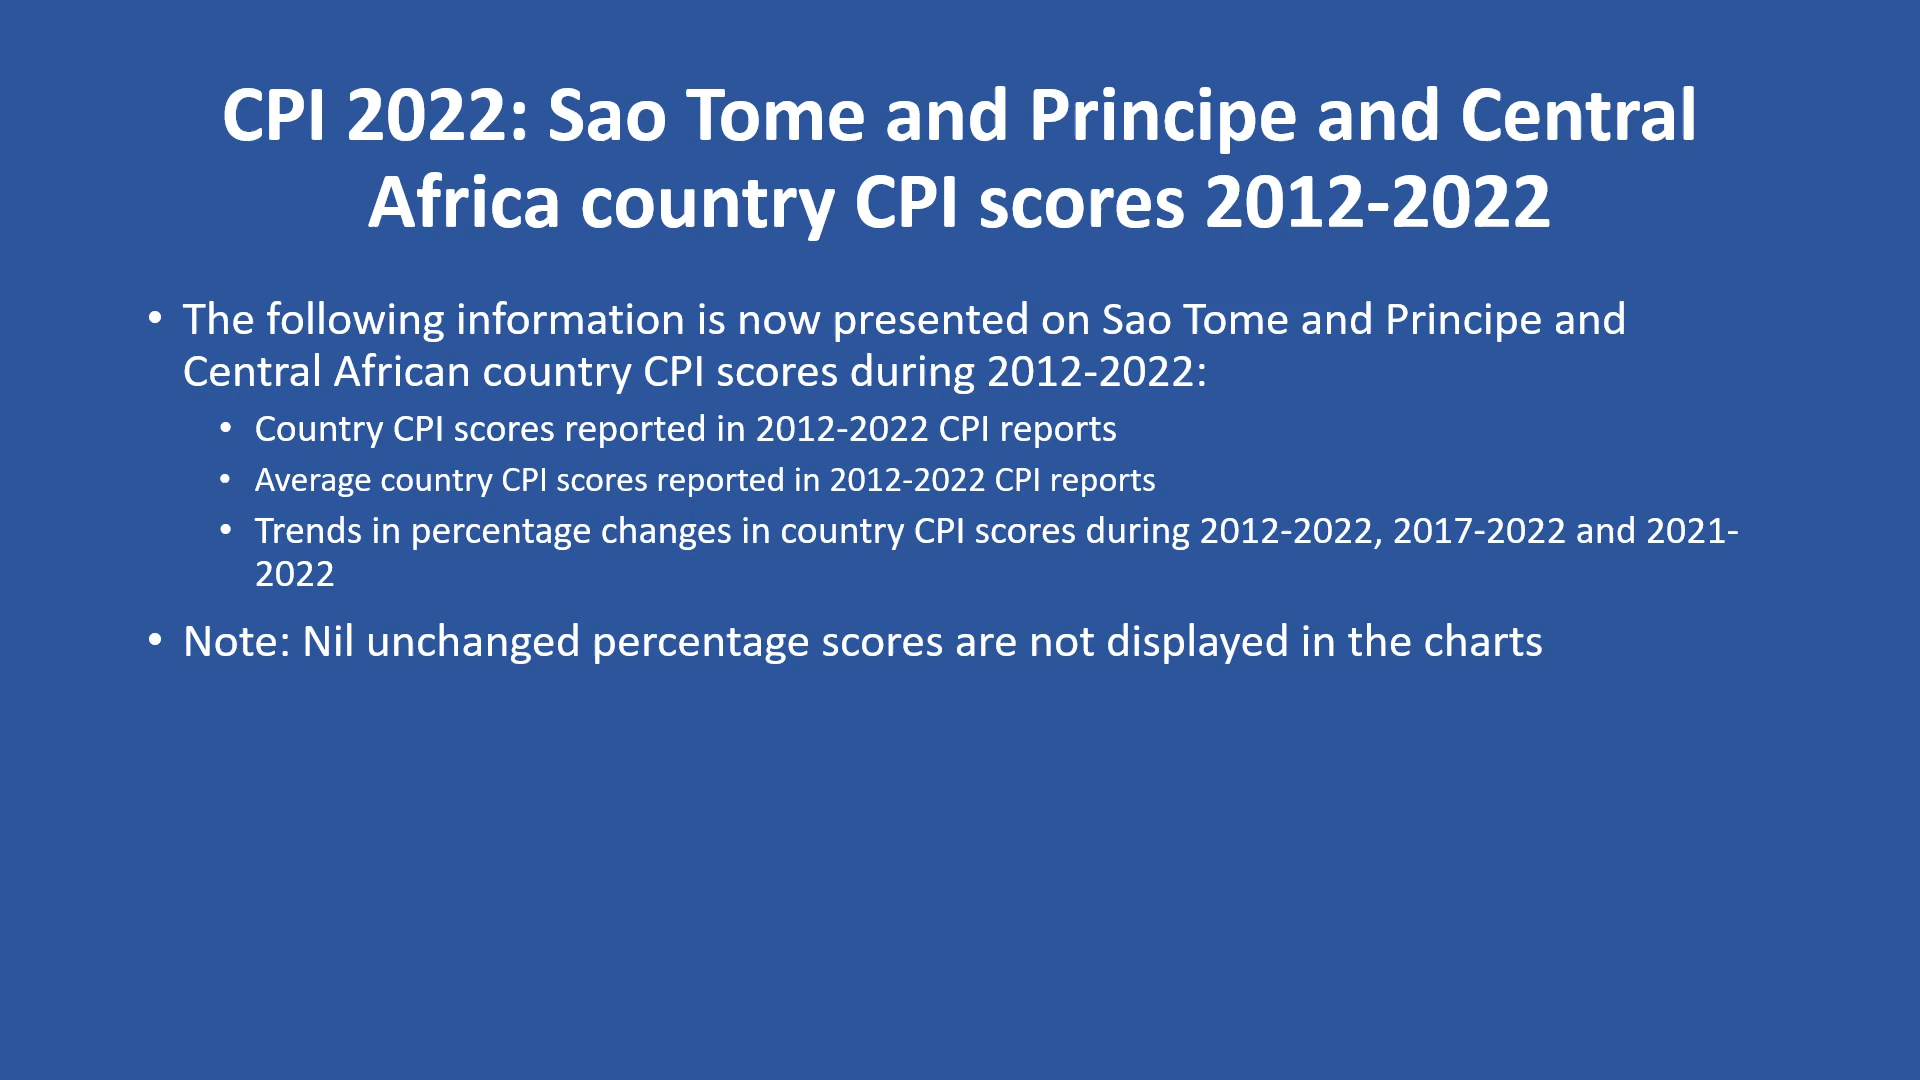 CPI 2022: Sao Tome and Principe and Central
Africa country CPI scores 2012-2022
• The following information is now presented on Sao Tome and Principe and
Central African country CPI scores during 2012-2022:
• Country CPI scores reported in 2012-2022 CPI reports
• Average country CPI scores reported in 2012-2022 CPI reports
• Trends in percentage changes in country CPI scores during 2012-2022, 2017-2022 and 2021-
2022
• Note: Nil unchanged percentage scores are not displayed in the charts